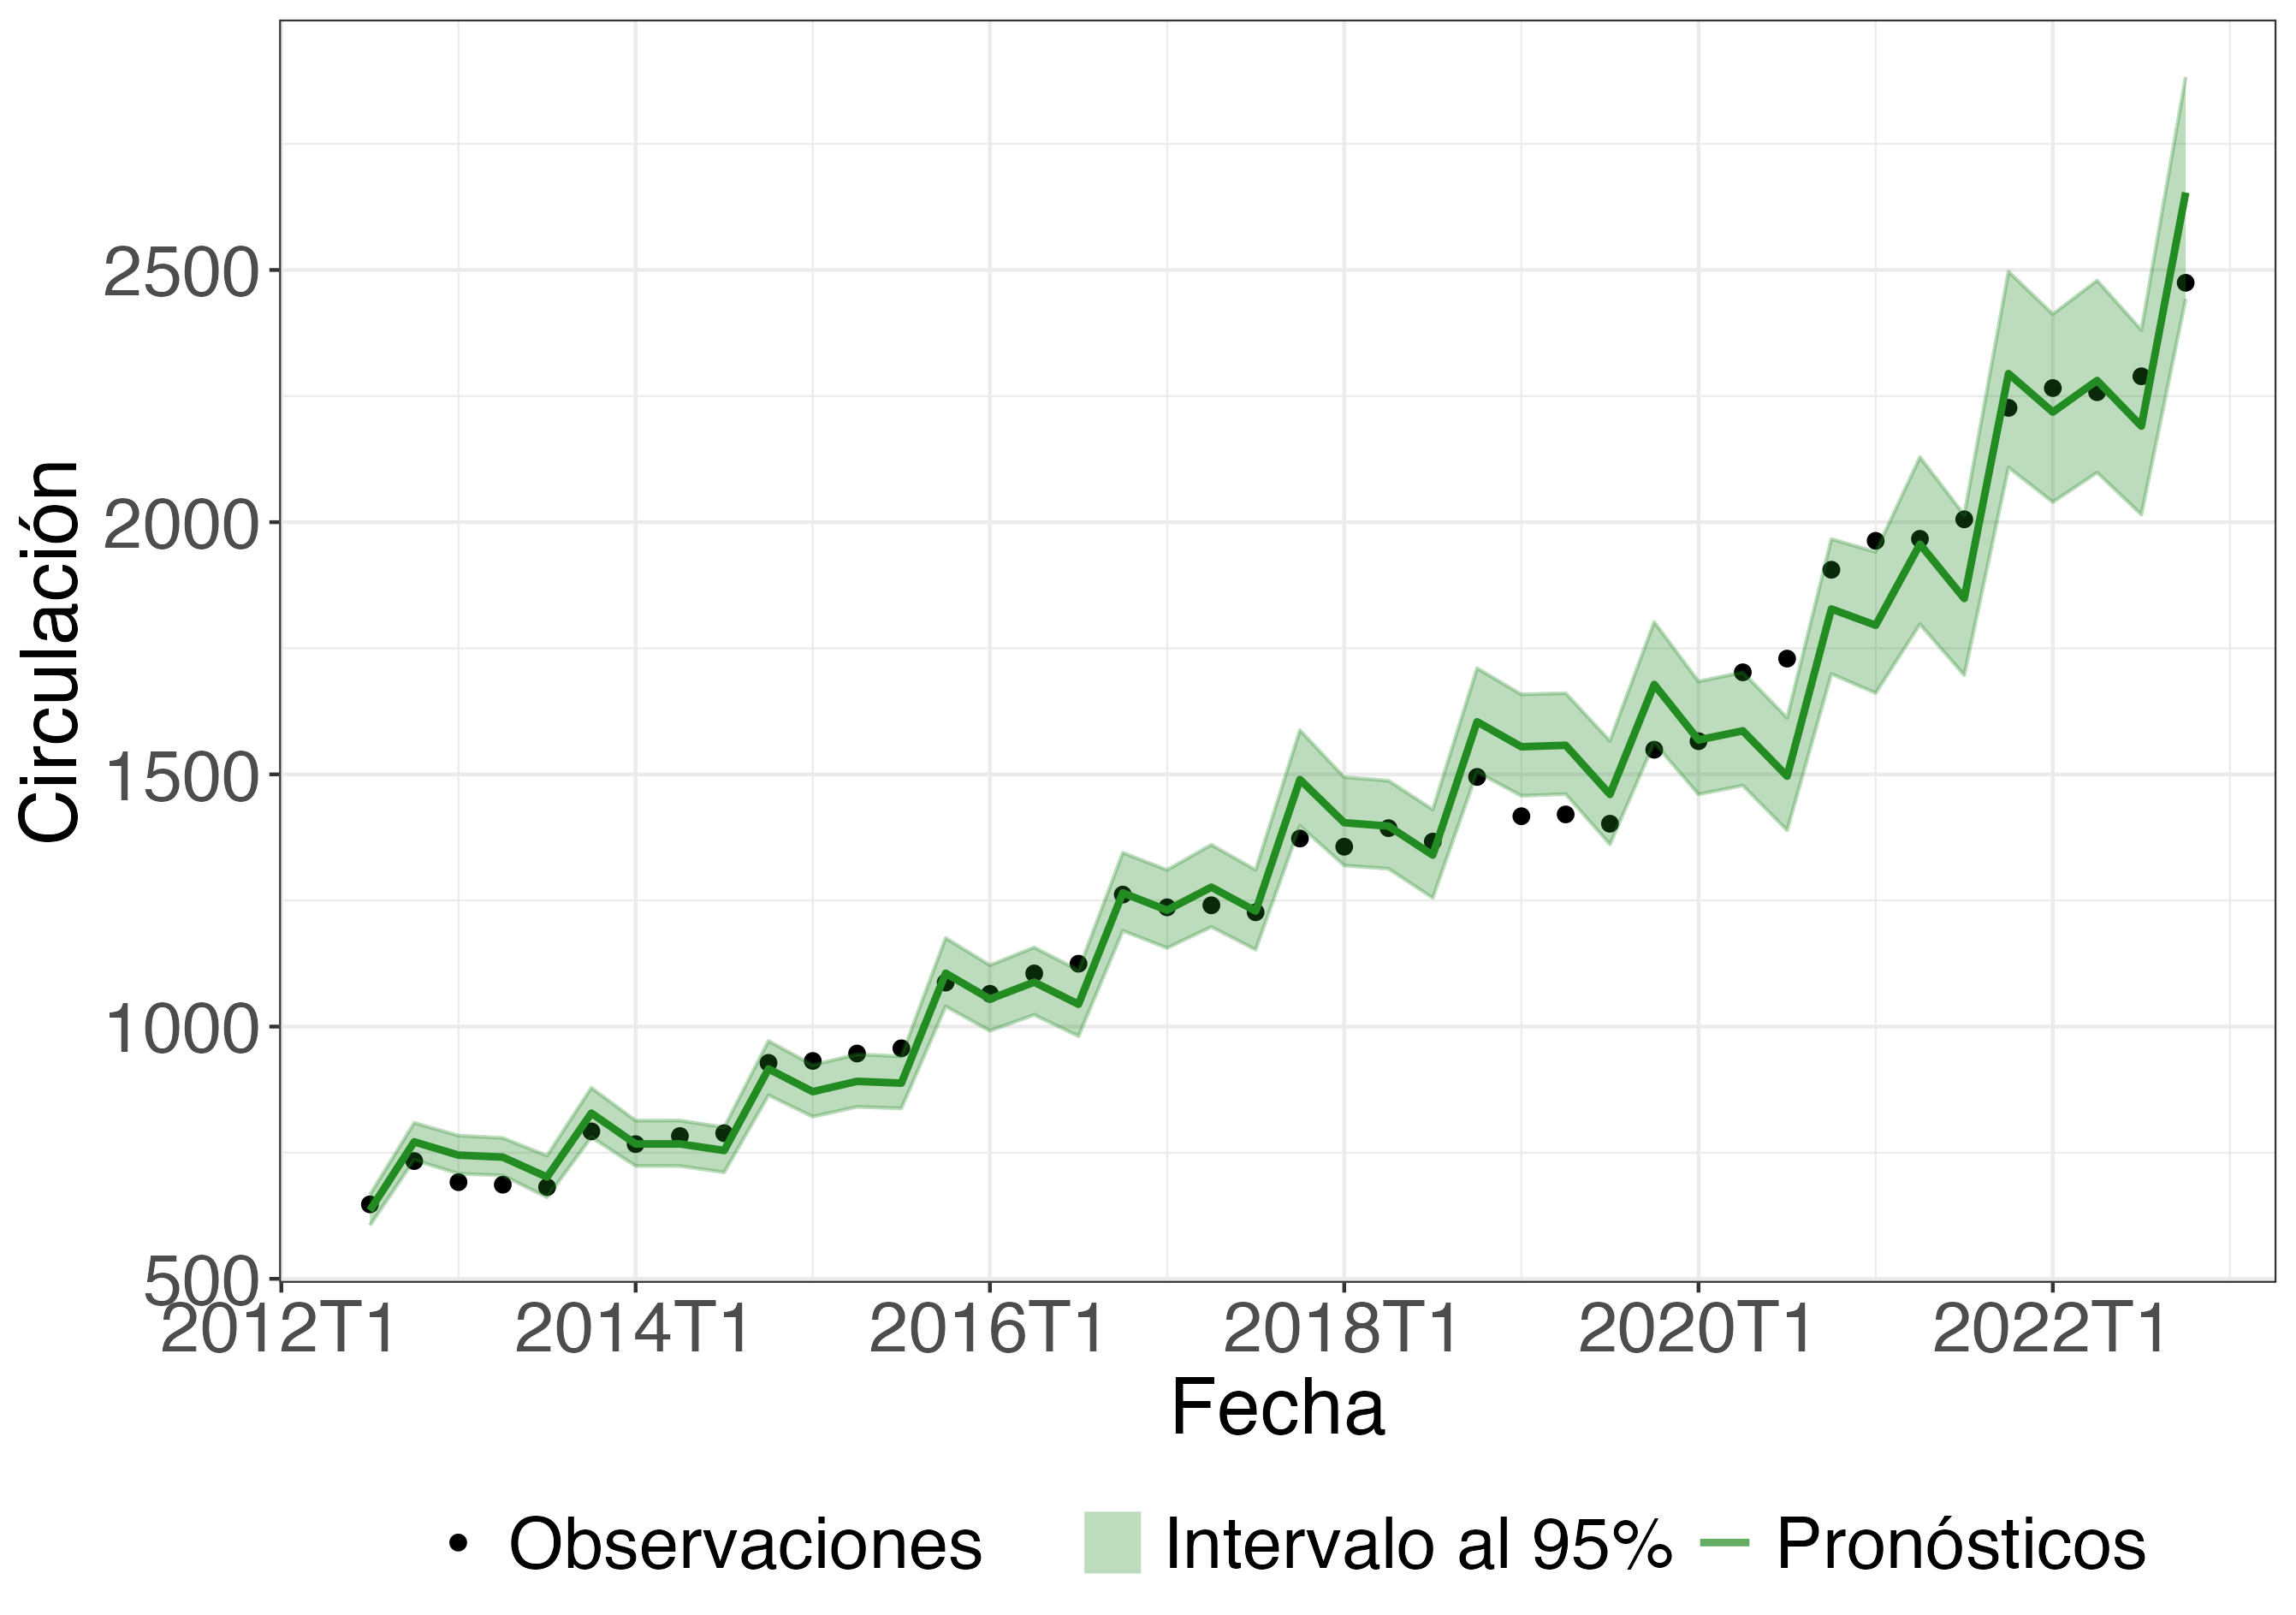 Circulación
2500
2000
1500
1000
500
2012T1 2014T1 2016T1 2018T1 2020T1 2022T1
Fecha
Observaciones Intervalo al 95% Pronósticos